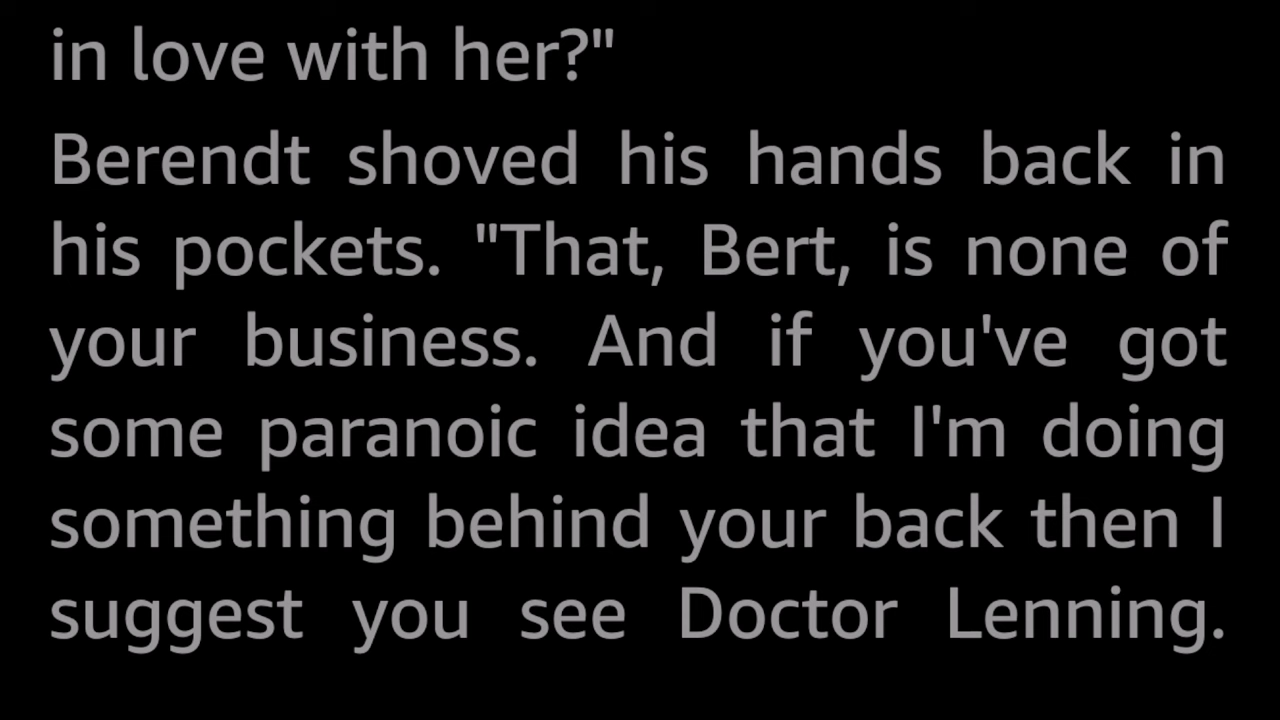 in love with her?"
Berendt shoved his hands back in
his pockets. "That, Bert, is none of
your business. And if you've got
some paranoic idea that I'm doing
something behind your back then I
suggest you see Doctor Lenning.